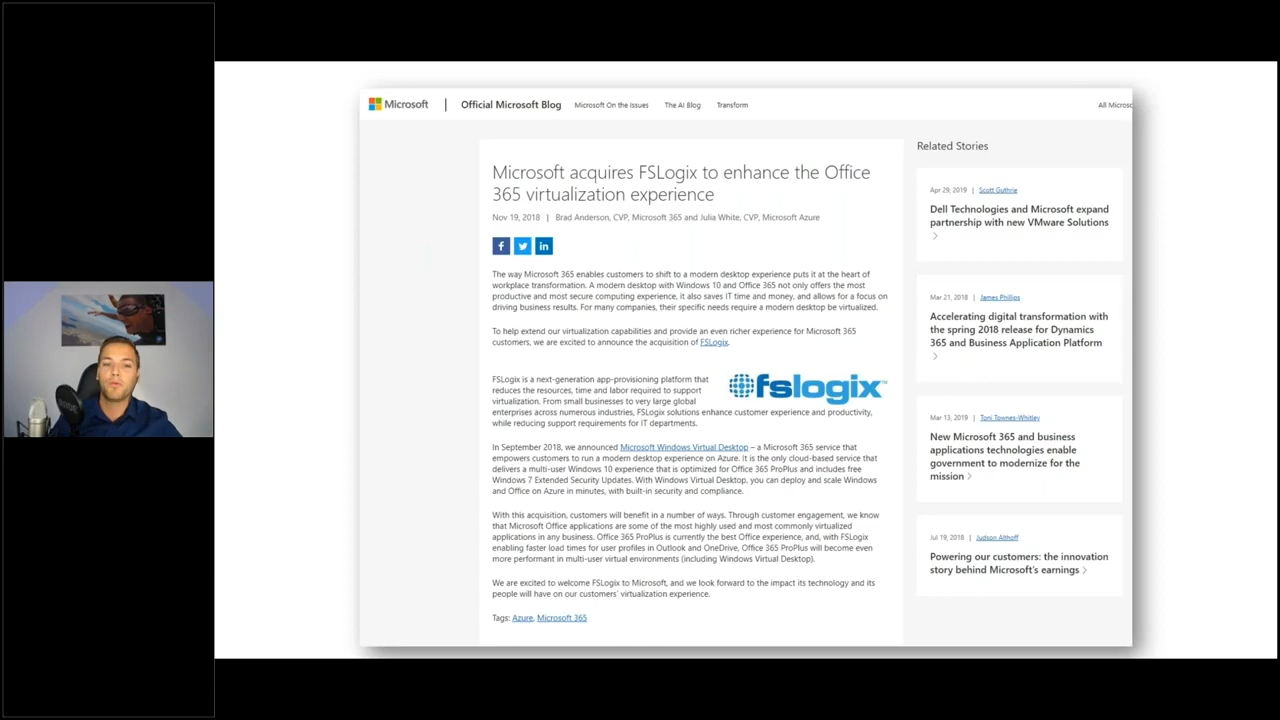 Microsoft
Official Microsoft Blog
Microsoft On the Issues
The AI Blog
Transform
All Microsc
Microsoft acquires FSLogix to enhance the Office
365 virtualization experience
Nov 19, 2018 | Brad Anderson, CVP, Microsoft 365 and Julia White, CVP, Microsoft Azure
The way Microsoft 365 enables customers to shift to a modern desktop experience puts it at the heart of
workplace transformation. A modern desktop with Windows 10 and Office 365 not only offers the most
productive and most secure computing experience, it also saves IT time and money, and allows for a focus on
driving business results. For many companies, their specific needs require a modern desktop be virtualized.
To help extend our virtualization capabilities and provide an even richer experience for Microsoft 365
customers, we are excited to announce the acquisition of FSLogix.
FSLogix is a next-generation app-provisioning platform that
reduces the resources, time and labor required to support
virtualization. From small businesses to very large global
enterprises across numerous industries, FSLogix solutions enhance customer experience and productivity,
while reducing support requirements for IT departments.
fslogix™
In September 2018, we announced Microsoft Windows Virtual Desktop – a Microsoft 365 service that
empowers customers to run a modern desktop experience on Azure. It is the only cloud-based service that
delivers a multi-user Windows 10 experience that is optimized for Office 365 ProPlus and includes free
Windows 7 Extended Security Updates. With Windows Virtual Desktop, you can deploy and scale Windows
and Office on Azure in minutes, with built-in security and compliance.
With this acquisition, customers will benefit in a number of ways. Through customer engagement, we know
that Microsoft Office applications are some of the most highly used and most commonly virtualized
applications in any business. Office 365 ProPlus is currently the best Office experience, and, with FSLogix
enabling faster load times for user profiles in Outlook and OneDrive, Office 365 ProPlus will become even
more performant in multi-user virtual environments (including Windows Virtual Desktop).
We are excited to welcome FSLogix to Microsoft, and we look forward to the impact its technology and its
people will have on our customers' virtualization experience.
Tags: Azure, Microsoft 365
Related Stories
Apr 29, 2019 | Scott Guthrie
Dell Technologies and Microsoft expand
partnership with new VMware Solutions
Mar 21, 2018 | James Phillips
Accelerating digital transformation with
the spring 2018 release for Dynamics
365 and Business Application Platform
Mar 13, 2019 | Toni Townes-Whitley
New Microsoft 365 and business
applications technologies enable
government to modernize for the
mission
Jul 19, 2018 | Judson Althoff
Powering our customers: the innovation
story behind Microsoft's earnings